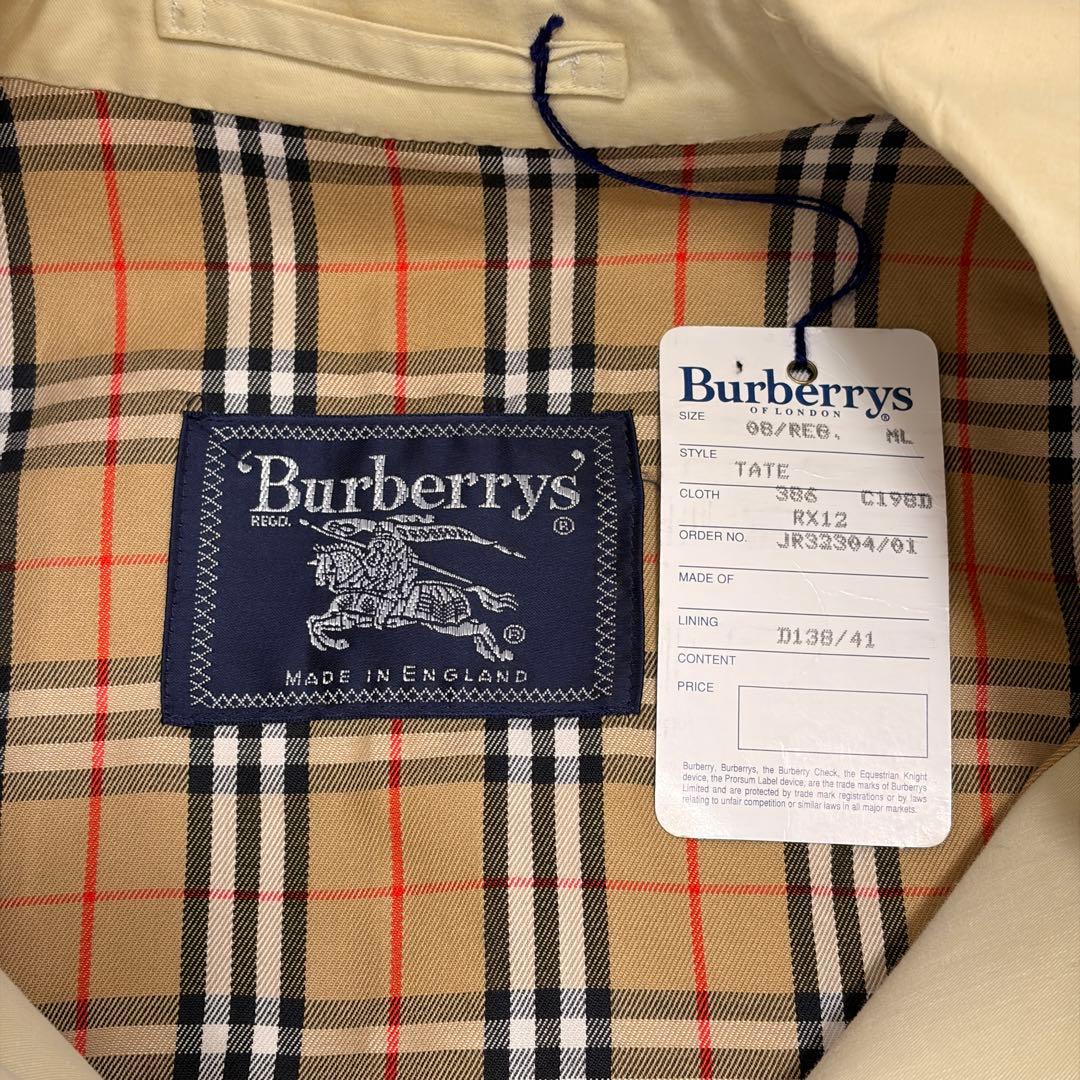 'Burberrys'
REGD. ®
®
MADE IN ENGLAND
Burberrys®
OF LONDON
SIZE
08/REG. ML
STYLE
TATE
CLOTH 386 C198D
RX12
ORDER NO. JR32304/01
MADE OF
LINING
D138/41
CONTENT
PRICE
Burberry, Burberrys, the Burberry Check, the Equestrian Knight
device, the Prorsum Label device, are the trade marks of Burberrys
Limited and are protected by trade mark registrations or by laws
relating to unfair competition or similar laws in all major markets.